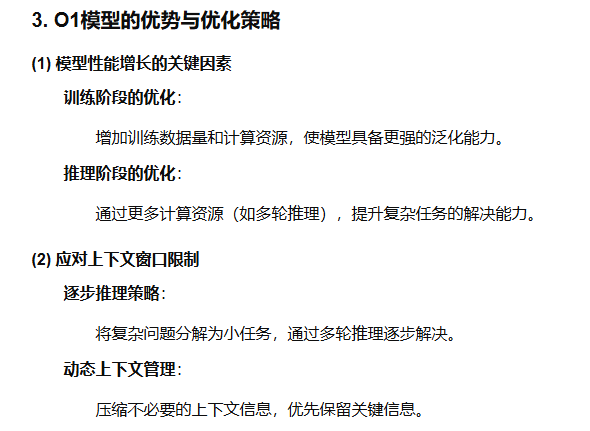 3. O1模型的优势与优化策略
(1) 模型性能增长的关键因素
训练阶段的优化：
增加训练数据量和计算资源，使模型具备更强的泛化能力。
推理阶段的优化：
通过更多计算资源（如多轮推理），提升复杂任务的解决能力。
(2) 应对上下文窗口限制
逐步推理策略：
将复杂问题分解为小任务，通过多轮推理逐步解决。
动态上下文管理：
压缩不必要的上下文信息，优先保留关键信息。